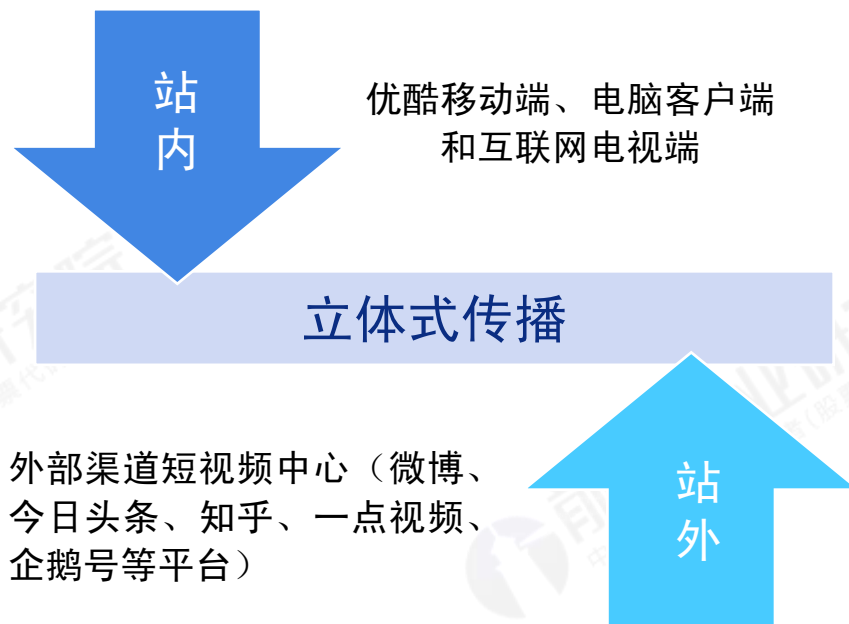 站
内
优酷移动端、电脑客户端
和互联网电视端
立体式传播
外部渠道短视频中心（微博、
今日头条、知乎、一点视频、
企鹅号等平台）
站
外